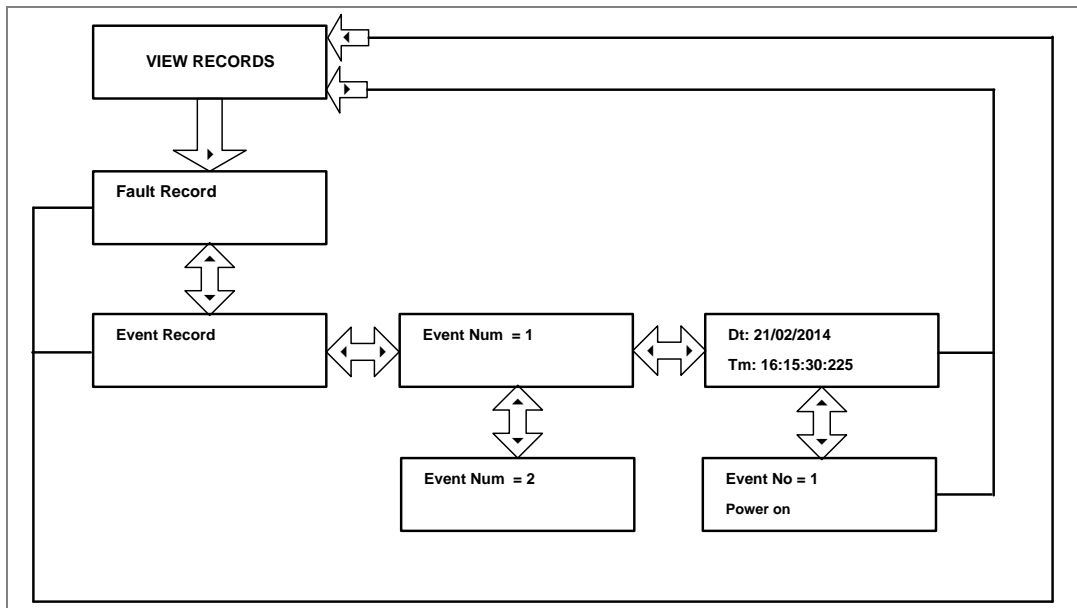 VIEW RECORDS
Fault Record
Event Record
Event Num = 1
Dt: 21/02/2014
Tm: 16:15:30:225
Event Num = 2
Event No = 1
Power on